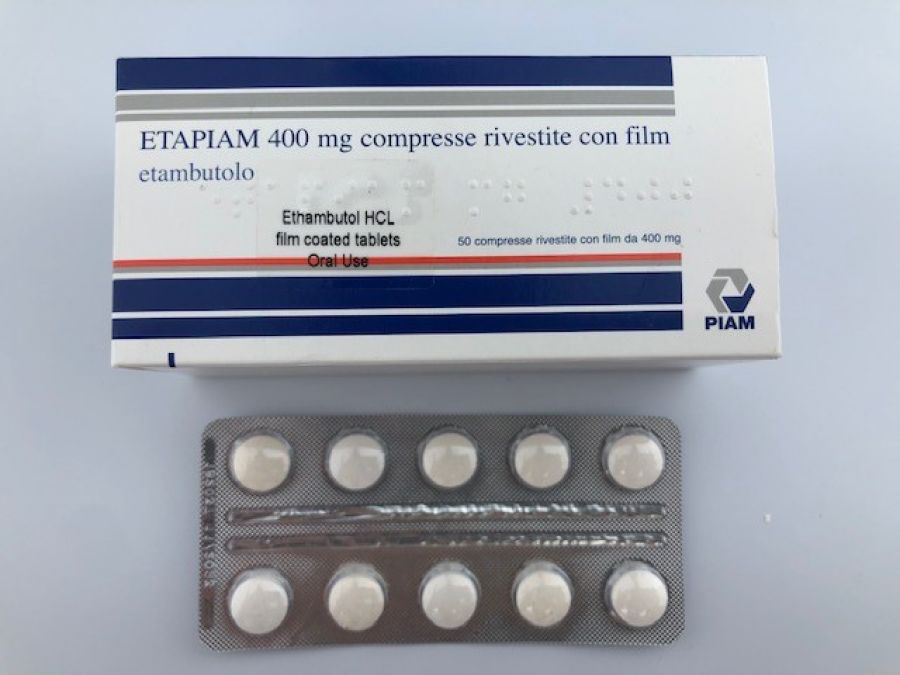 ETAPIAM 400 mg compresse rivestite con film
etambutolo
Ethambutol HCL
film coated tablets
Oral Use
50 compresse rivestite con film da 400 mg
PIAM